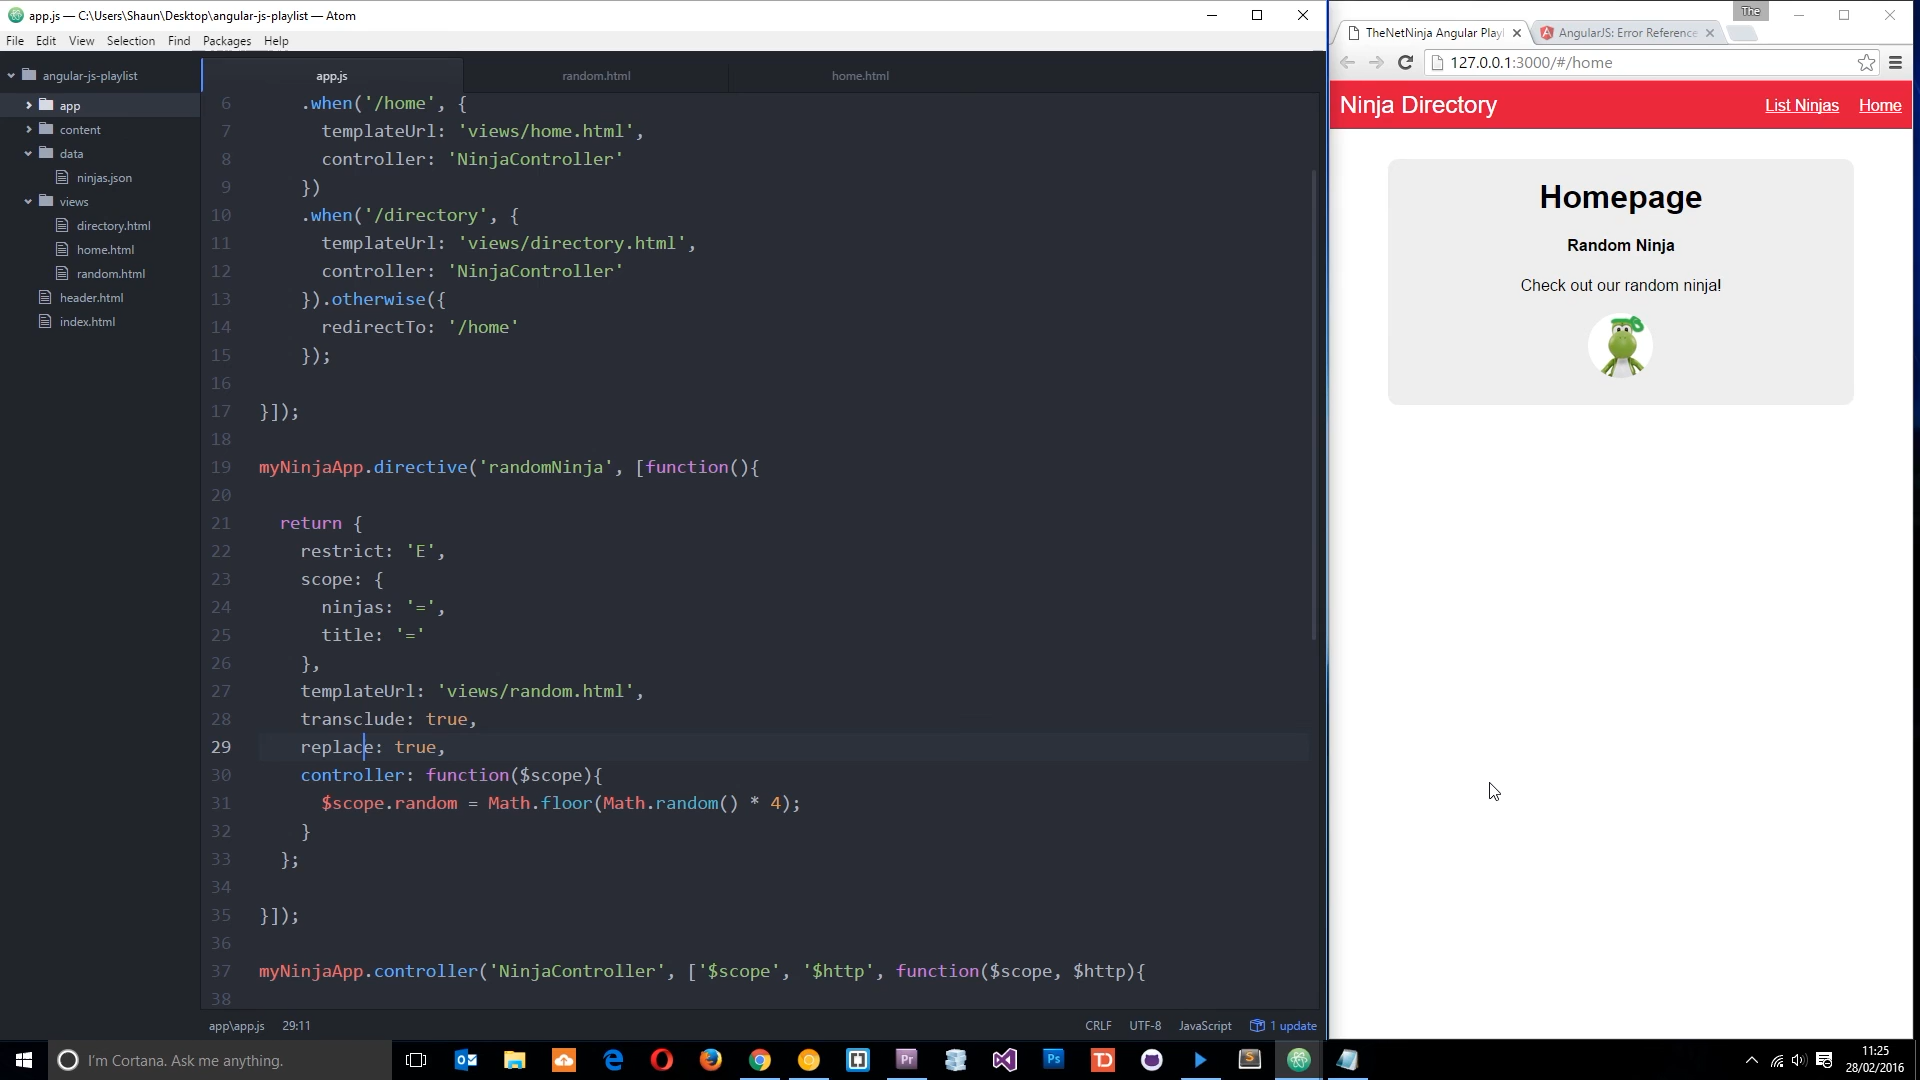 app.js — C:\Users\Shaun\Desktop\angular-js-playlist — Atom
File Edit View Selection Find Packages Help
angular-js-playlist
app
content
data
ninjas.json
views
directory.html
home.html
random.html
header.html
index.html
app.js random.html home.html
6 .when('/home', {
7 templateUrl: 'views/home.html',
8 controller: 'NinjaController'
9 })
10 .when('/directory', {
11 templateUrl: 'views/directory.html',
12 controller: 'NinjaController'
13 }).otherwise({
14 redirectTo: '/home'
15 });
16
17 }]);
18
19 myNinjaApp.directive('randomNinja', [function(){
20
21 return {
22 restrict: 'E',
23 scope: {
24 ninjas: '=',
25 title: '='
26 },
27 templateUrl: 'views/random.html',
28 transclude: true,
29 replace: true,
30 controller: function($scope){
31 $scope.random = Math.floor(Math.random() * 4);
32 }
33 };
34
35 }]);
36
37 myNinjaApp.controller('NinjaController', ['$scope', '$http', function($scope, $http){
38
app\app.js 29:11 CRLF UTF-8 JavaScript 1 update
The
TheNetNinja Angular Playl AngularJS: Error Reference
127.0.0.1:3000/#/home
Ninja Directory List Ninjas Home
Homepage
Random Ninja
Check out our random ninja!
I'm Cortana. Ask me anything.
Pr
Ps
TD
S
11:25
28/02/2016